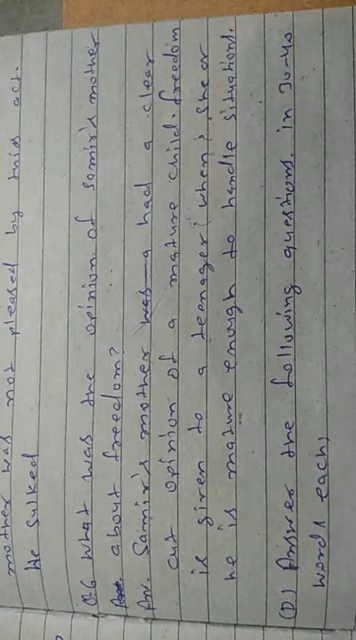 mother was not pleased by this act.
He sulked
Q.6 What was the opinion of Samir's mother
about freedom?
Ans. Samir's mother was a had a clear
cut opinion of a mature child. freedom
is given to a teenager when she or
he is mature enough to handle situations.
(D) Answer the following questions in 30-40
words each,